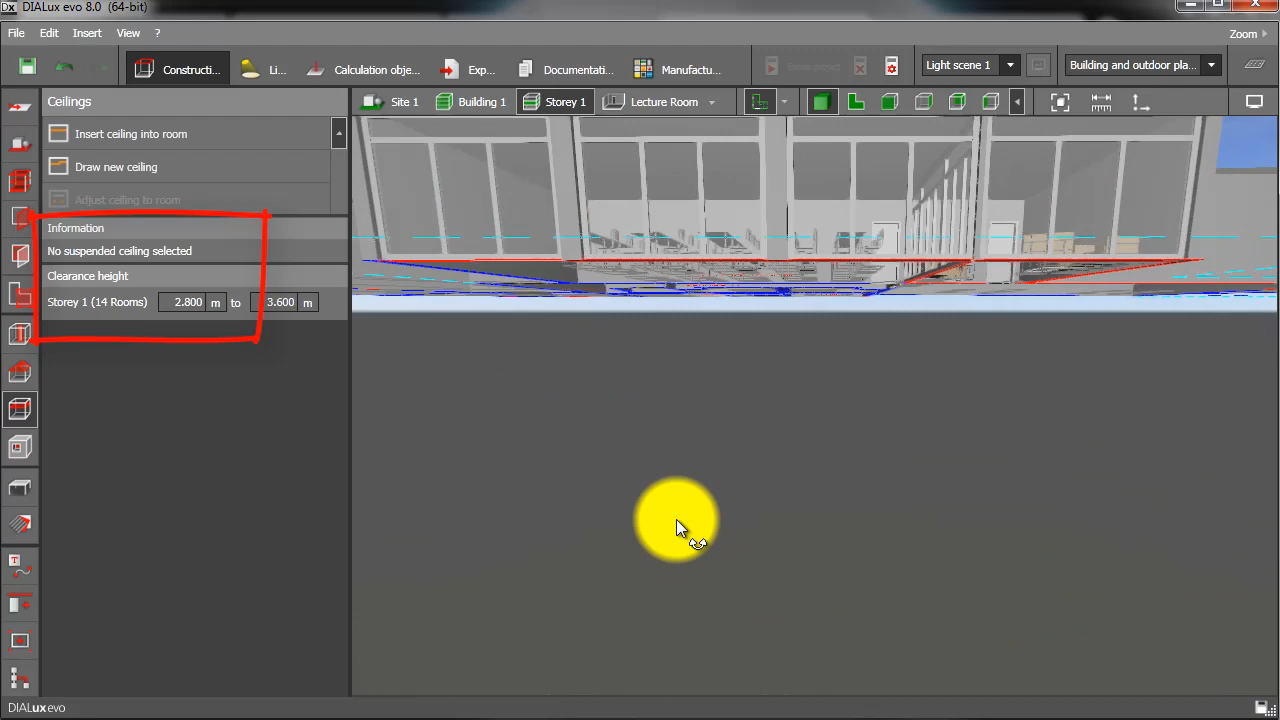 Dx DIALux evo 8.0 (64-bit)
File Edit Insert View ? Zoom
Constructi... Li... Calculation obje... Exp... Documentati... Manufactu... Light scene 1 Building and outdoor pla...
Ceilings Site 1 Building 1 Storey 1 Lecture Room
Insert ceiling into room
Draw new ceiling
Adjust ceiling to room
Information
No suspended ceiling selected
Clearance height
Storey 1 (14 Rooms) 2.800 m to 3.600 m
DIALux evo